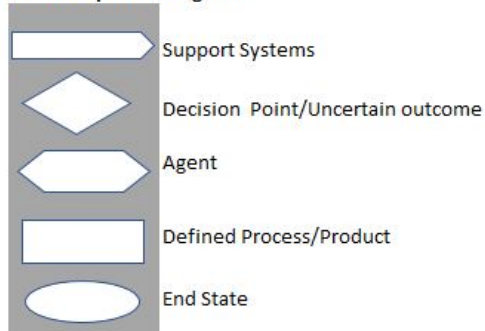 Support Systems
Decision Point/Uncertain outcome
Agent
Defined Process/Product
End State